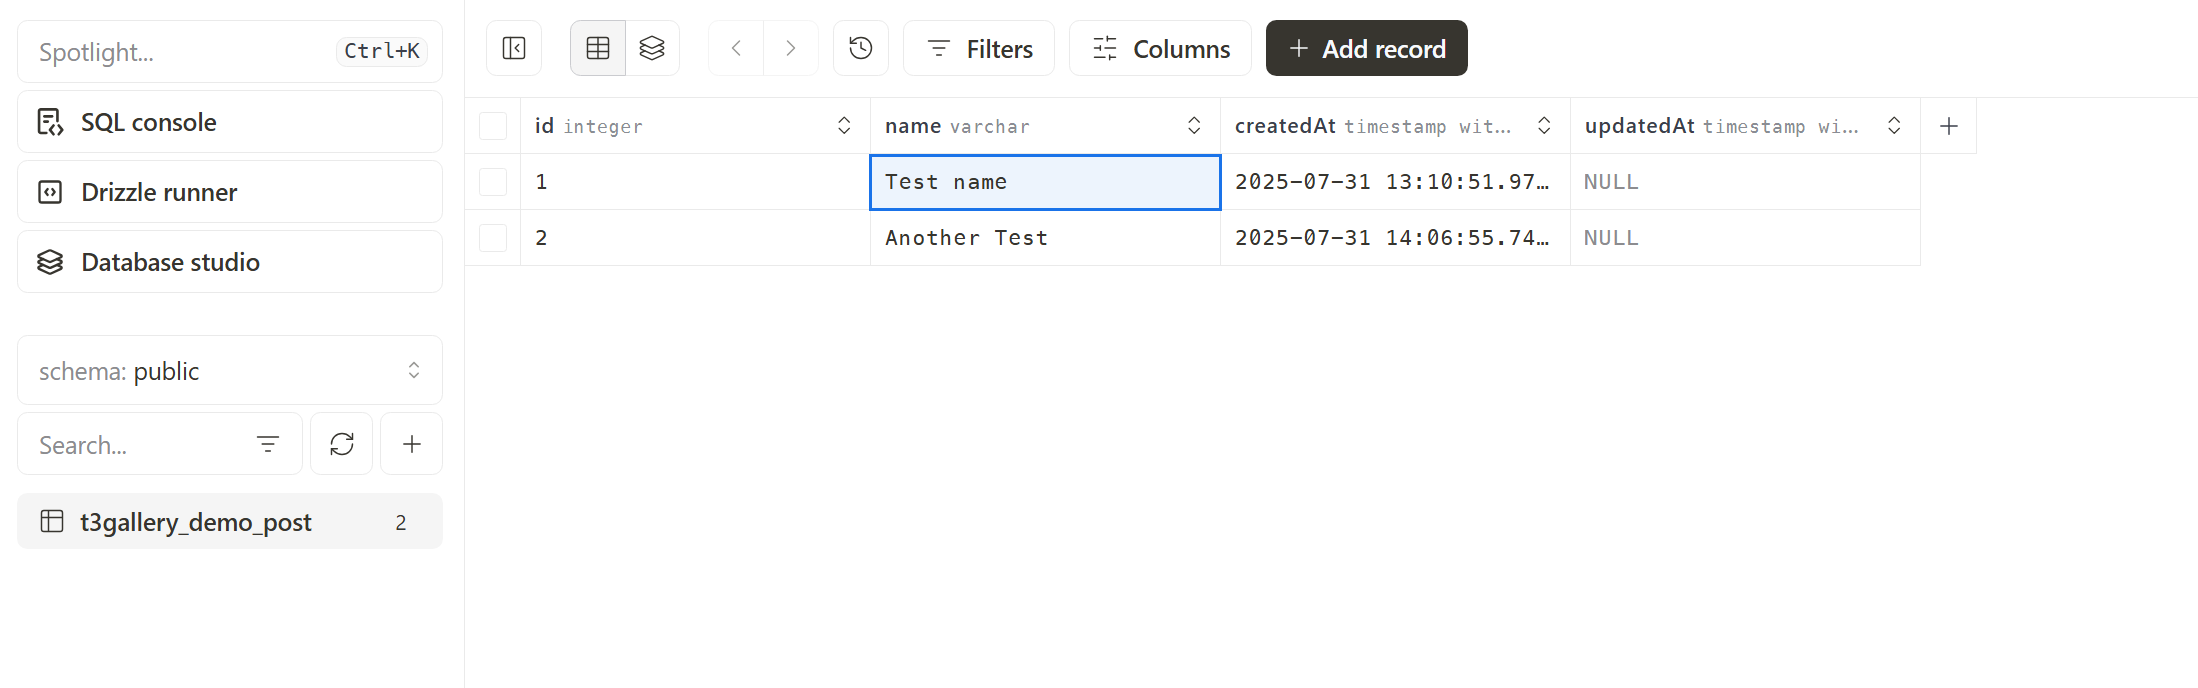 Spotlight... Ctrl+K
SQL console
Drizzle runner
Database studio
schema: public
Search...
t3gallery_demo_post 2
Filters Columns + Add record
id integer name varchar createdAt timestamp wit... updatedAt timestamp wi... +
1 Test name 2025-07-31 13:10:51.97... NULL
2 Another Test 2025-07-31 14:06:55.74... NULL